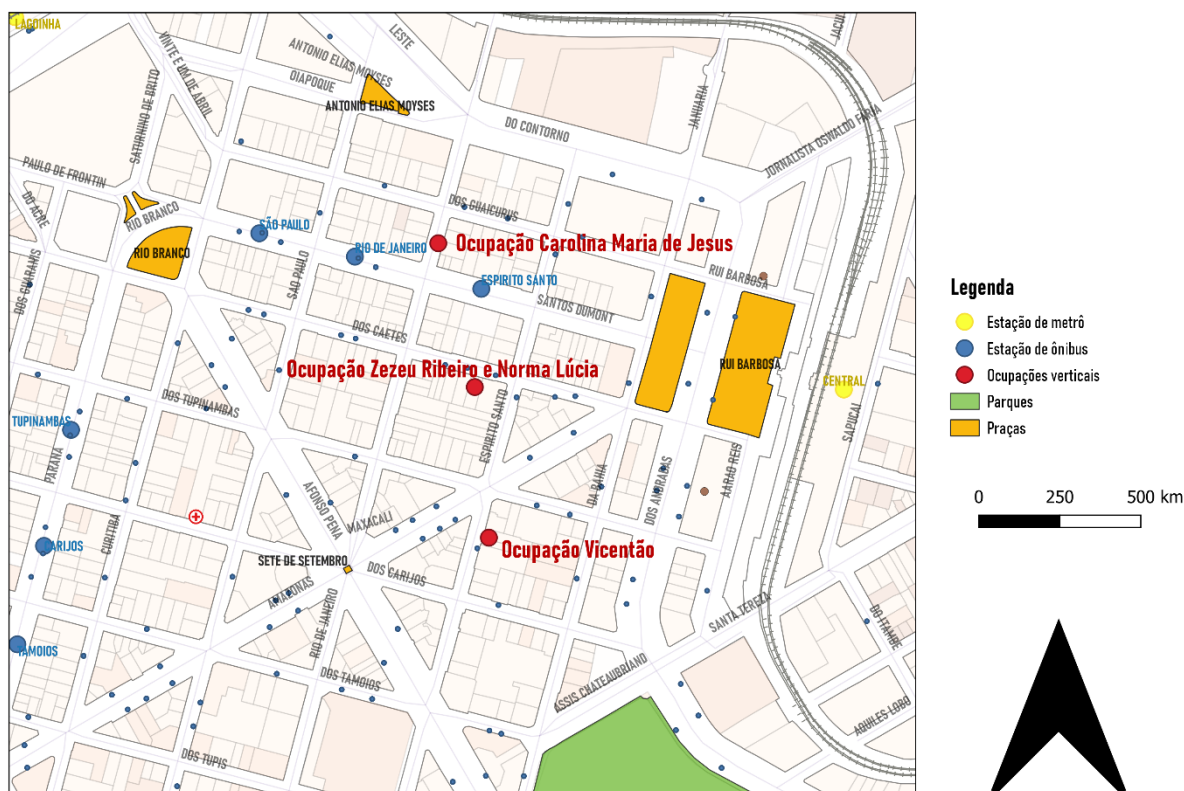 LAGOINHA
VINTE E UM DE ABRIL
SATURNINO DE BRITO
ANTONIO ELIAS MOYSES
LESTE
OIAPOQUE
ANTONIO ELIAS MOYSES
DO CONTORNO
JANUARIA
JACUI
JORNALISTA OSWALDO FARIA
PAULO DE FRONTIN
DO ACRE
RIO BRANCO
DOS GUAICURUS
SÃO PAULO
RIO DE JANEIRO
Ocupação Carolina Maria de Jesus
RIO BRANCO
DOS GUARANIS
SAO PAULO
ESPIRITO SANTO
SANTOS DUMONT
RUI BARBOSA
DOS CAETES
Ocupação Zezeu Ribeiro e Norma Lúcia
RUI BARBOSA
CENTRAL
DOS TUPINAMBAS
TUPINAMBAS
ESPIRITO SANTO
SAPUCAI
PARANA
DA BAHIA
DOS ANDRADAS
AARAO REIS
AFONSO PENA
MAXACALI
CURITIBA
CARIJOS
Ocupação Vicentão
SETE DE SETEMBRO
DOS CARIJOS
AMAZONAS
RIO DE JANEIRO
SANTA TEREZA
DO ITAMBE
TAMOIOS
DOS TAMOIOS
ASSIS CHATEAUBRIAND
AQUILES LOBO
DOS TUPIS
Legenda
Estação de metrô
Estação de ônibus
Ocupações verticais
Parques
Praças
0 250 500 km